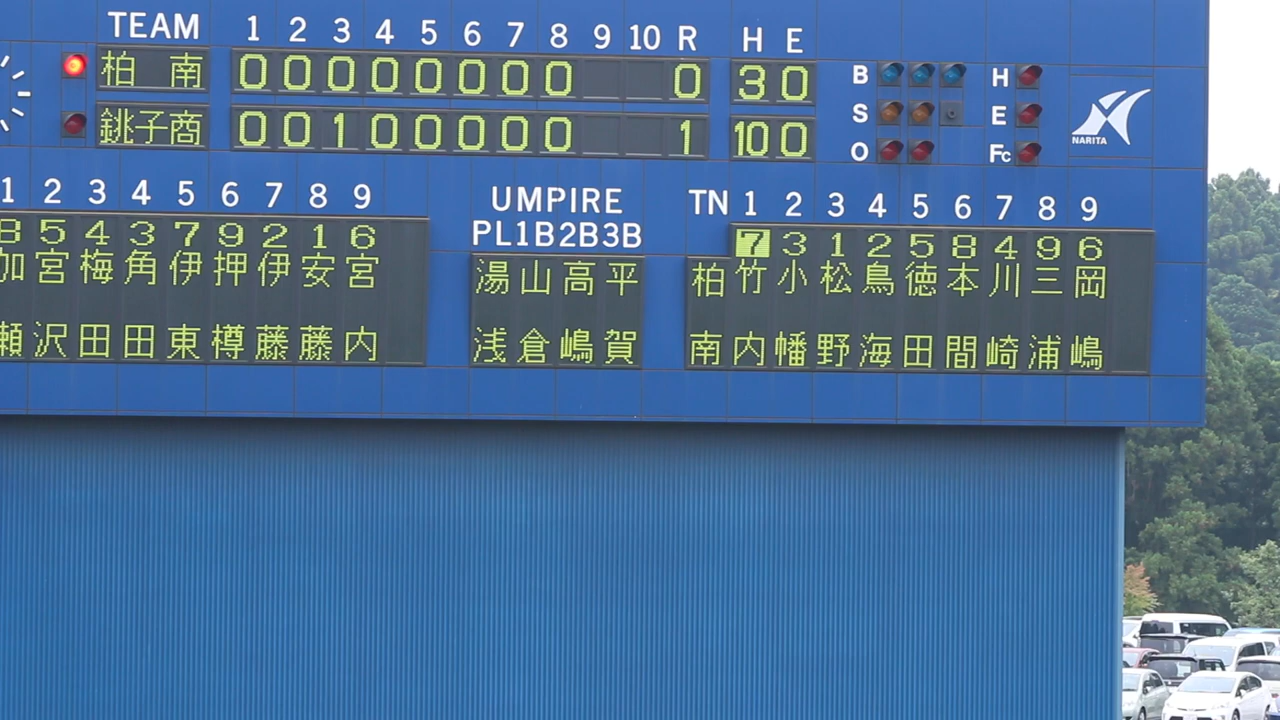 TEAM 1 2 3 4 5 6 7 8 9 10 R H E
柏 南 0 0 0 0 0 0 0 0 0 3 0
銚子商 0 0 1 0 0 0 0 0 1 10 0
B H
S E
O FC
NARITA
1 2 3 4 5 6 7 8 9
8 5 4 3 7 9 2 1 6
加 宮 梅 角 伊 押 伊 安 宮
瀬 沢 田 田 東 樽 藤 藤 内
UMPIRE
PL 1B 2B 3B
湯 山 高 平
浅 倉 嶋 賀
TN 1 2 3 4 5 6 7 8 9
7 3 1 2 5 8 4 9 6
柏 竹 小 松 鳥 徳 本 川 三 岡
南 内 幡 野 海 田 間 崎 浦 嶋